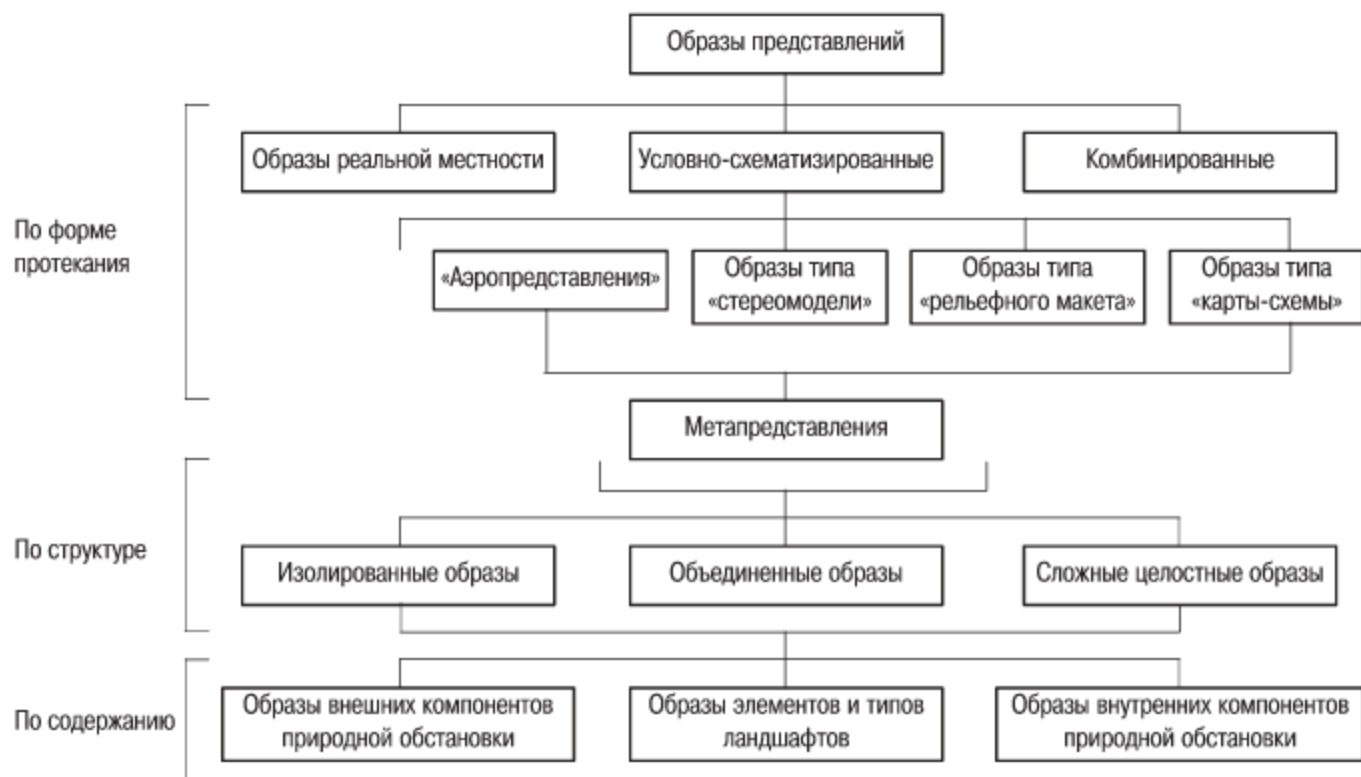 Образы представлений
Образы реальной местности
Условно-схематизированные
Комбинированные
По форме
протекания
«Аэропредставления»
Образы типа
«стереомодели»
Образы типа
«рельефного макета»
Образы типа
«карты-схемы»
Метапредставления
По структуре
Изолированные образы
Объединенные образы
Сложные целостные образы
По содержанию
Образы внешних компонентов
природной обстановки
Образы элементов и типов
ландшафтов
Образы внутренних компонентов
природной обстановки